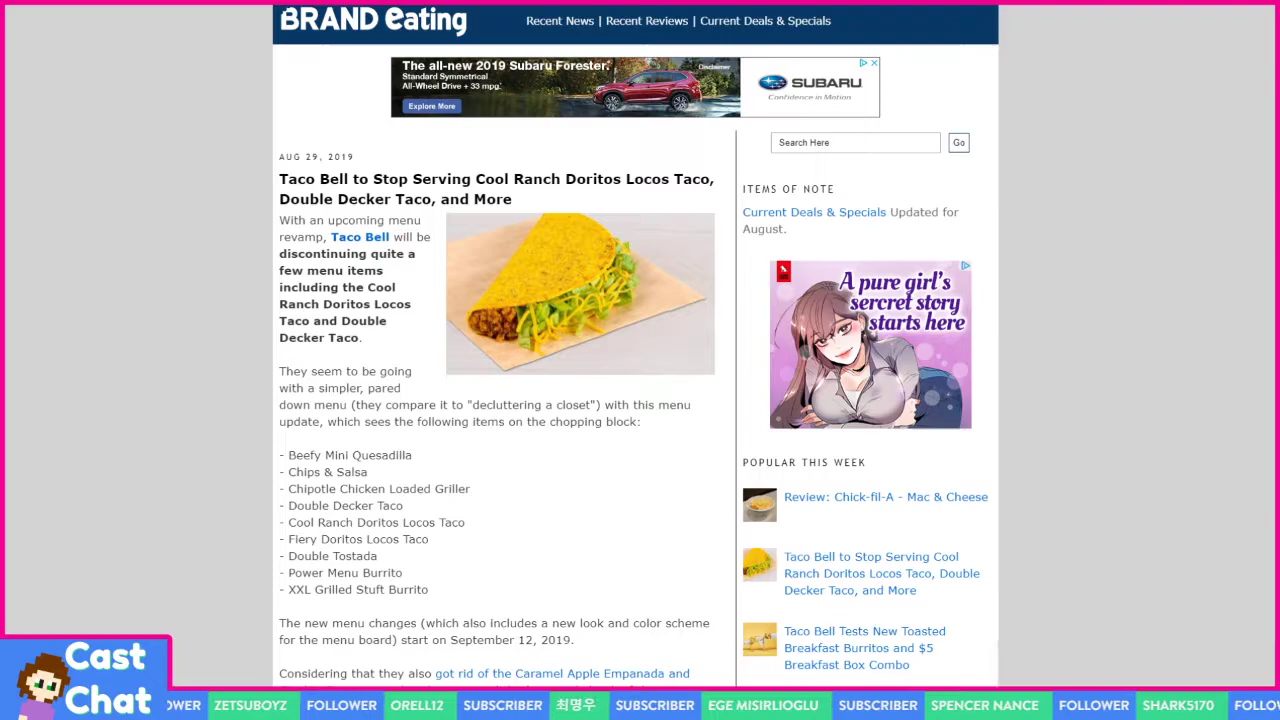 BRAND eating
Recent News | Recent Reviews | Current Deals & Specials
The all-new 2019 Subaru Forester.
Disclaimer
Standard Symmetrical
All-Wheel Drive + 33 mpg.
Explore More
SUBARU
Confidence in Motion
Search Here
Go
AUG 29, 2019
Taco Bell to Stop Serving Cool Ranch Doritos Locos Taco,
Double Decker Taco, and More
With an upcoming menu
revamp, Taco Bell will be
discontinuing quite a
few menu items
including the Cool
Ranch Doritos Locos
Taco and Double
Decker Taco.
They seem to be going
with a simpler, pared
down menu (they compare it to "decluttering a closet") with this menu
update, which sees the following items on the chopping block:
- Beefy Mini Quesadilla
- Chips & Salsa
- Chipotle Chicken Loaded Griller
- Double Decker Taco
- Cool Ranch Doritos Locos Taco
- Fiery Doritos Locos Taco
- Double Tostada
- Power Menu Burrito
- XXL Grilled Stuft Burrito
The new menu changes (which also includes a new look and color scheme
for the menu board) start on September 12, 2019.
Considering that they also got rid of the Caramel Apple Empanada and
ITEMS OF NOTE
Current Deals & Specials Updated for
August.
A pure girl's
sercret story
starts here
POPULAR THIS WEEK
Review: Chick-fil-A - Mac & Cheese
Taco Bell to Stop Serving Cool
Ranch Doritos Locos Taco, Double
Decker Taco, and More
Taco Bell Tests New Toasted
Breakfast Burritos and $5
Breakfast Box Combo
Cast
Chat
OWER ZETSUBOYZ FOLLOWER ORELL12 SUBSCRIBER 최명우 SUBSCRIBER EGE MISIRLIOGLU SUBSCRIBER SPENCER NANCE FOLLOWER SHARK5170 FOLLO